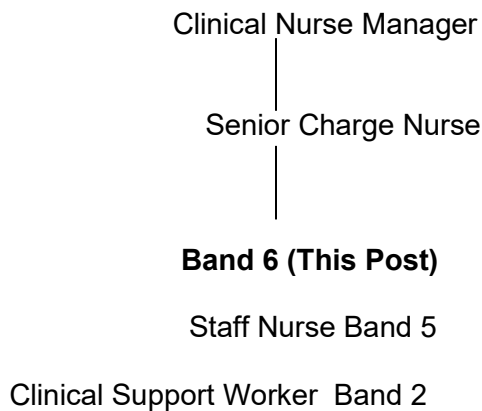 Clinical Nurse Manager
Senior Charge Nurse
Band 6 (This Post)
Staff Nurse Band 5
Clinical Support Worker  Band 2